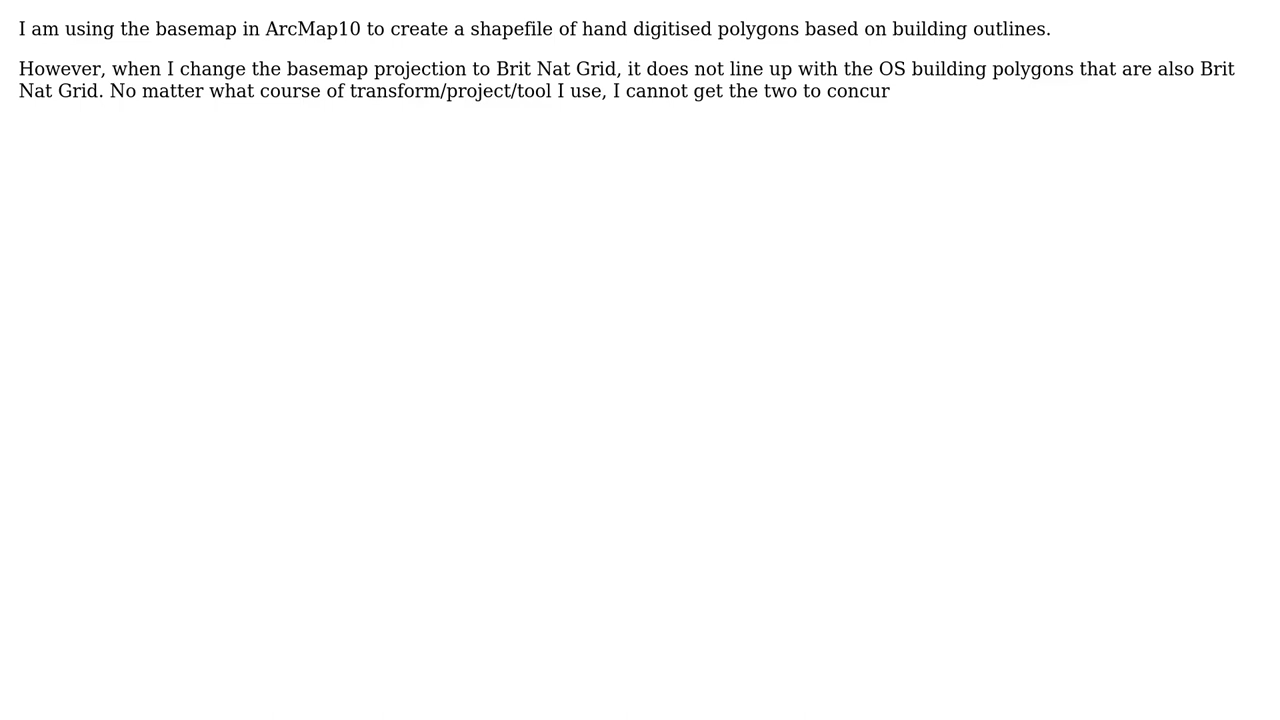 I am using the basemap in ArcMap10 to create a shapefile of hand digitised polygons based on building outlines.
However, when I change the basemap projection to Brit Nat Grid, it does not line up with the OS building polygons that are also Brit
Nat Grid. No matter what course of transform/project/tool I use, I cannot get the two to concur